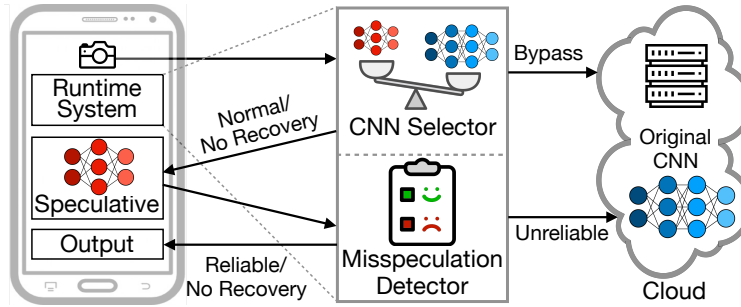 Runtime
System
Speculative
Output
Normal/
No Recovery
Reliable/
No Recovery
CNN Selector
Misspeculation
Detector
Bypass
Unreliable
Original
CNN
Cloud